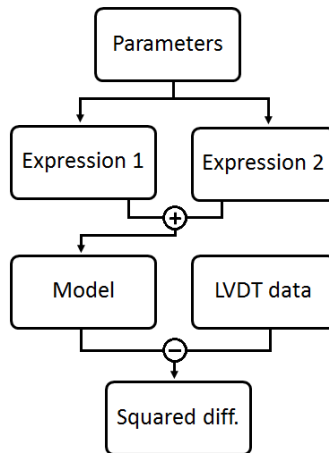 Parameters
Expression 1
Expression 2
+
Model
LVDT data
−
Squared diff.